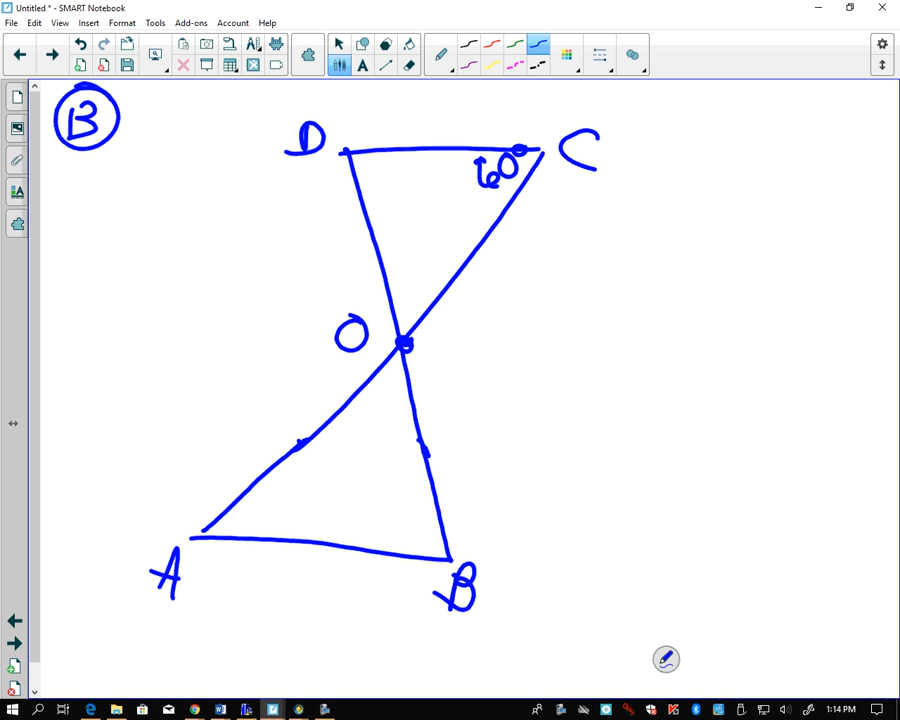 Untitled * - SMART Notebook
File Edit View Insert Format Tools Add-ons Account Help
B
D
C
60°
O
A
B
1:14 PM